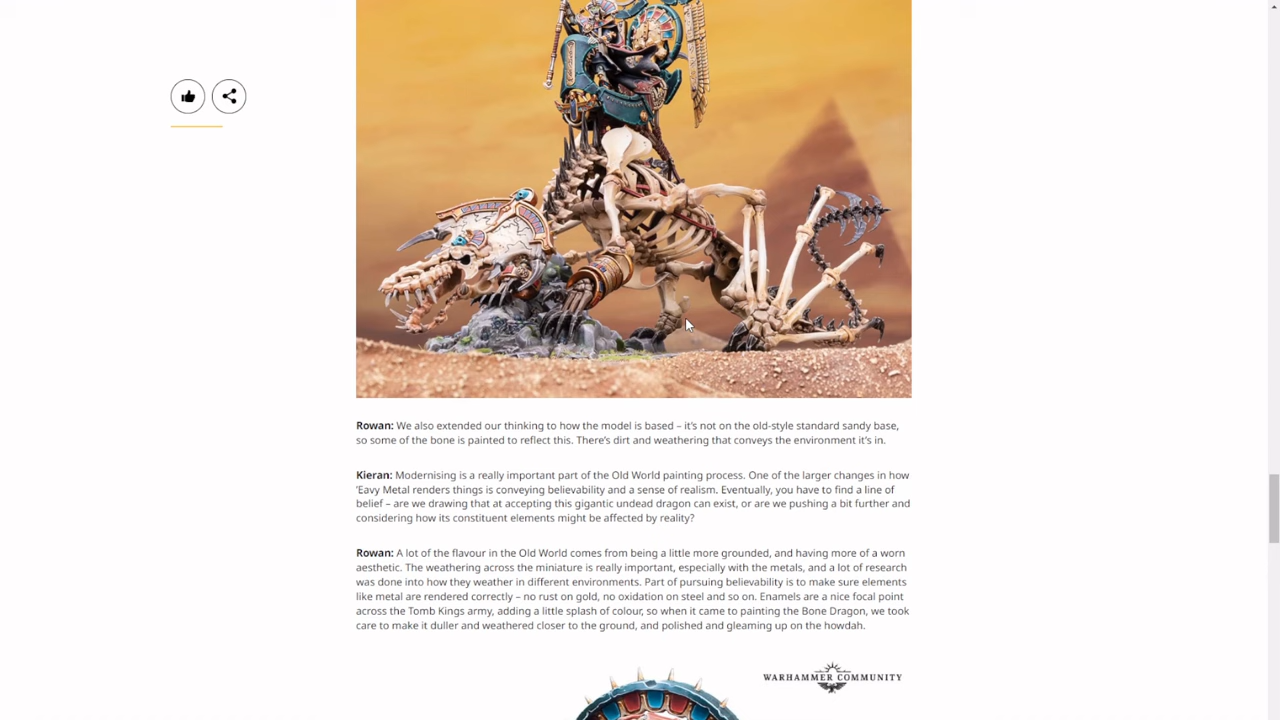 Rowan: We also extended our thinking to how the model is based – it's not on the old-style standard sandy base,
so some of the bone is painted to reflect this. There's dirt and weathering that conveys the environment it's in.
Kieran: Modernising is a really important part of the Old World painting process. One of the larger changes in how
'Eavy Metal renders things is conveying believability and a sense of realism. Eventually, you have to find a line of
belief – are we drawing that at accepting this gigantic undead dragon can exist, or are we pushing a bit further and
considering how its constituent elements might be affected by reality?
Rowan: A lot of the flavour in the Old World comes from being a little more grounded, and having more of a worn
aesthetic. The weathering across the miniature is really important, especially with the metals, and a lot of research
was done into how they weather in different environments. Part of pursuing believability is to make sure elements
like metal are rendered correctly – no rust on gold, no oxidation on steel and so on. Enamels are a nice focal point
across the Tomb Kings army, adding a little splash of colour, so when it came to painting the Bone Dragon, we took
care to make it duller and weathered closer to the ground, and polished and gleaming up on the howdah.
WARHAMMER COMMUNITY